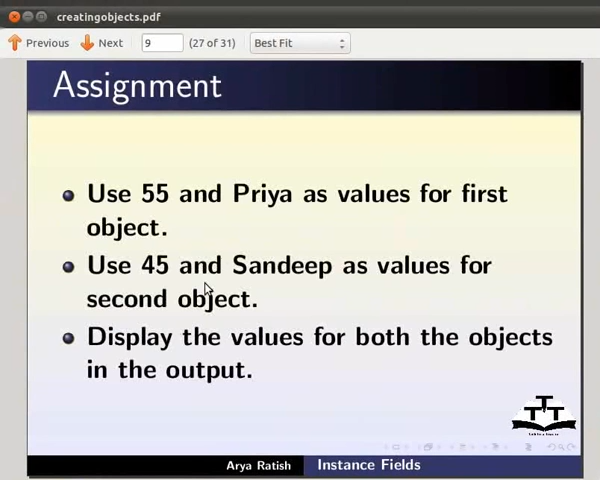 creatingobjects.pdf
Previous Next 9 (27 of 31) Best Fit
Assignment
Use 55 and Priya as values for first
object.
Use 45 and Sandeep as values for
second object.
Display the values for both the objects
in the output.
Arya Ratish Instance Fields